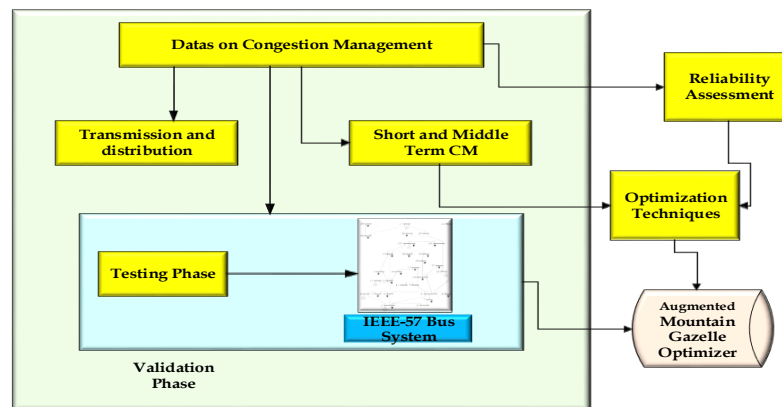 Datas on Congestion Management
Reliability
Assessment
Transmission and
distribution
Short and Middle
Term CM
Optimization
Techniques
Testing Phase
IEEE-57 Bus
System
Augmented
Mountain
Gazelle
Optimizer
Validation
Phase